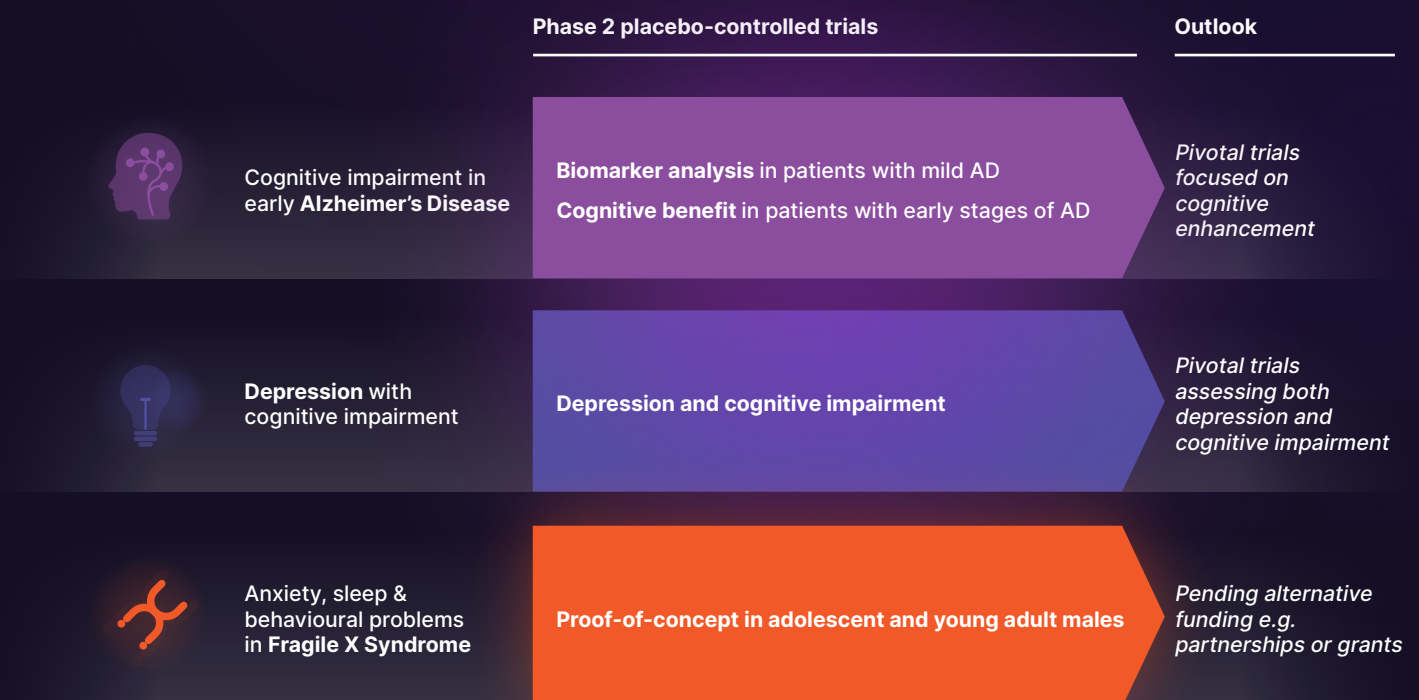 Phase 2 placebo-controlled trials
Outlook
Cognitive impairment in
early Alzheimer’s Disease
Biomarker analysis in patients with mild AD
Cognitive benefit in patients with early stages of AD
Pivotal trials
focused on
cognitive
enhancement
Depression with
cognitive impairment
Depression and cognitive impairment
Pivotal trials
assessing both
depression and
cognitive impairment
Anxiety, sleep &
behavioural problems
in Fragile X Syndrome
Proof-of-concept in adolescent and young adult males
Pending alternative
funding e.g.
partnerships or grants